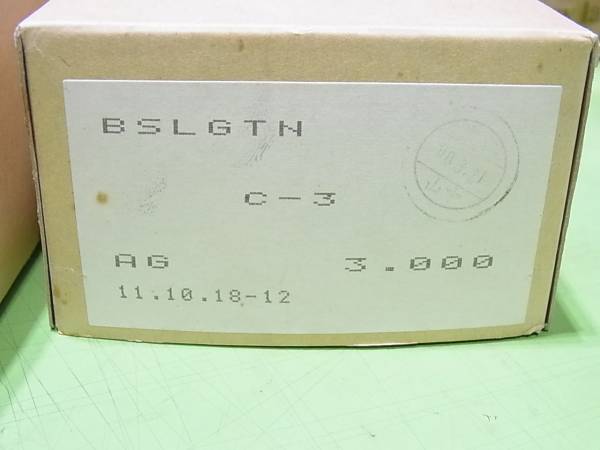 BSLGTN
C-3
AG 3.000
11.10.18-12